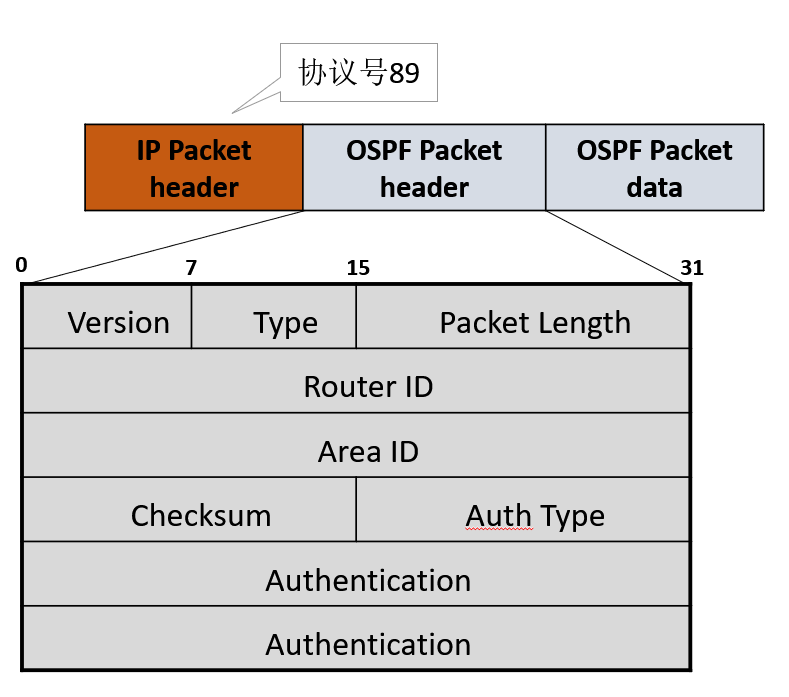 协议号89
IP Packet
header
OSPF Packet
header
OSPF Packet
data
0 7 15 31
Version Type Packet Length
Router ID
Area ID
Checksum Auth Type
Authentication
Authentication